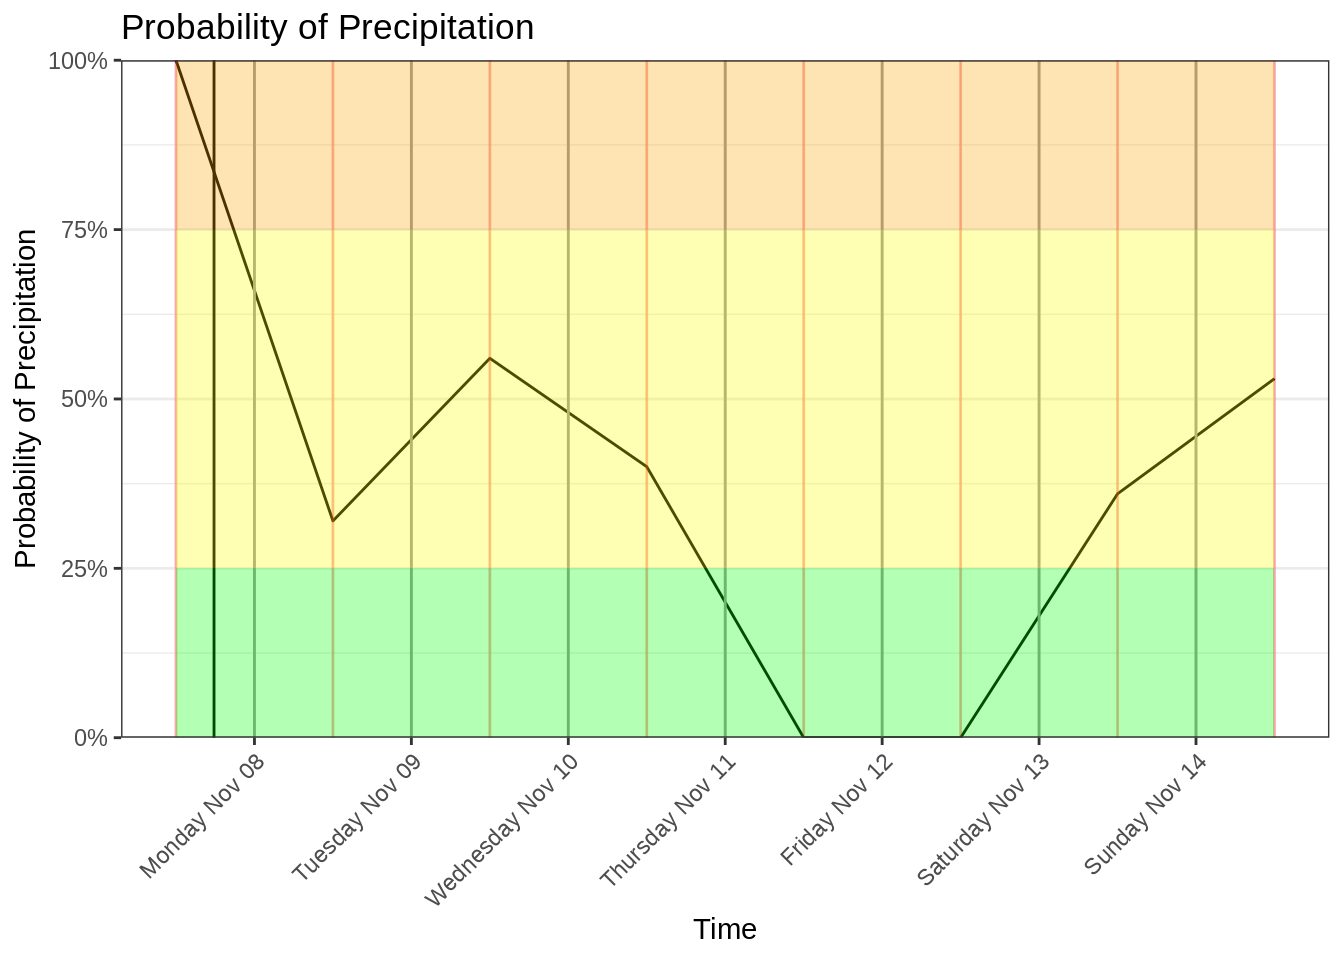 Probability of Precipitation
Probability of Precipitation
100%
75%
50%
25%
0%
Monday Nov 08
Tuesday Nov 09
Wednesday Nov 10
Thursday Nov 11
Friday Nov 12
Saturday Nov 13
Sunday Nov 14
Time